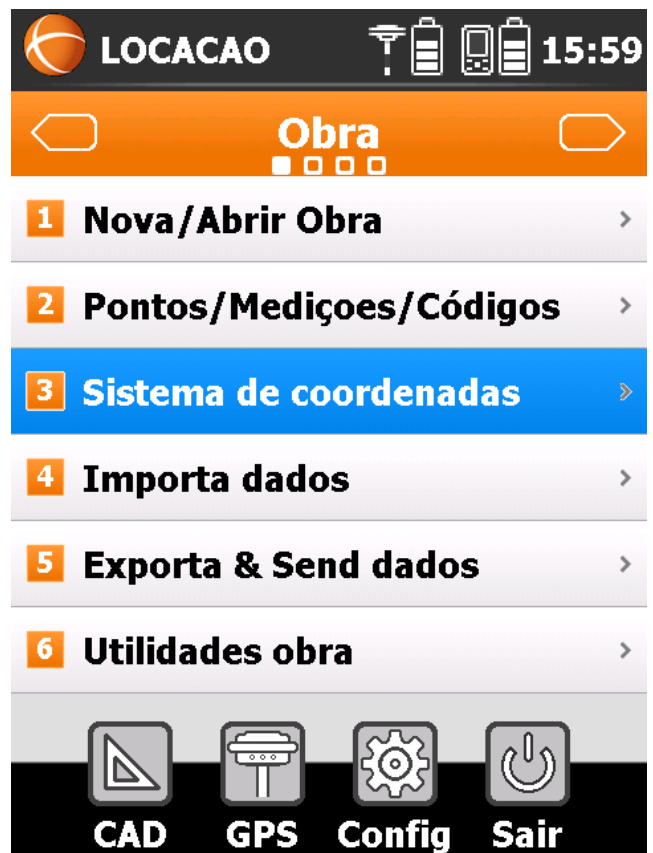 LOCACAO 15:59
Obra
1 Nova/Abrir Obra
2 Pontos/Mediçoes/Códigos
3 Sistema de coordenadas
4 Importa dados
5 Exporta & Send dados
6 Utilidades obra
CAD GPS Config Sair